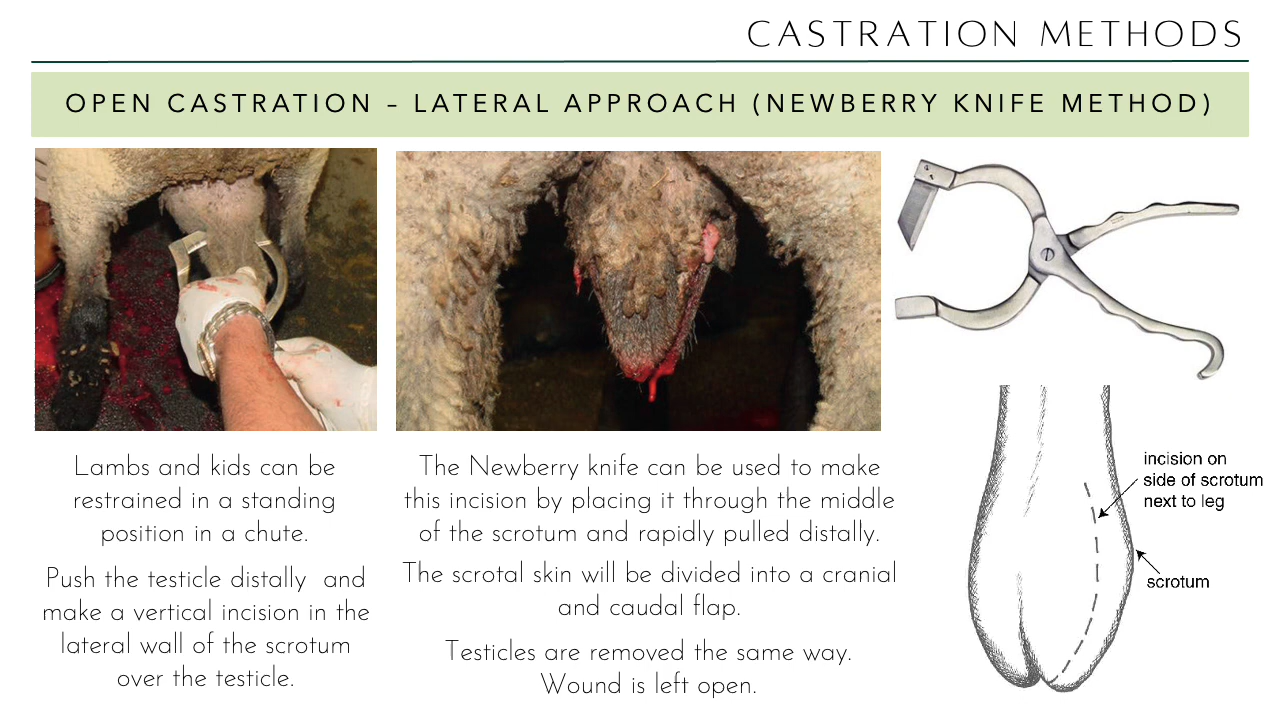 CASTRATION METHODS
OPEN CASTRATION – LATERAL APPROACH (NEWBERRY KNIFE METHOD)
Lambs and kids can be
restrained in a standing
position in a chute.
Push the testicle distally and
make a vertical incision in the
lateral wall of the scrotum
over the testicle.
The Newberry knife can be used to make
this incision by placing it through the middle
of the scrotum and rapidly pulled distally.
The scrotal skin will be divided into a cranial
and caudal flap.
Testicles are removed the same way.
Wound is left open.
incision on
side of scrotum
next to leg
scrotum